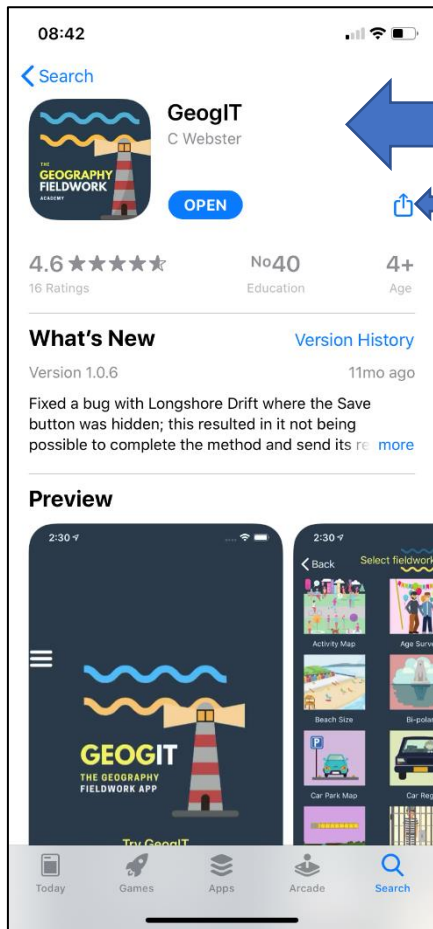 08:42
Search
GeogIT
C Webster
THE
GEOGRAPHY
FIELDWORK
ACADEMY
OPEN
4.6
No40
4+
16 Ratings
Education
Age
What's New
Version History
Version 1.0.6
11mo ago
Fixed a bug with Longshore Drift where the Save
button was hidden; this resulted in it not being
possible to complete the method and send its re more
Preview
2:30
GEOGIT
THE GEOGRAPHY
FIELDWORK APP
Try GeogIT
2:30
Back
Select fieldwork
Activity Map
Age Surve
Beach Size
Bi-polar
Car Park Map
Car Reg
Today
Games
Apps
Arcade
Search